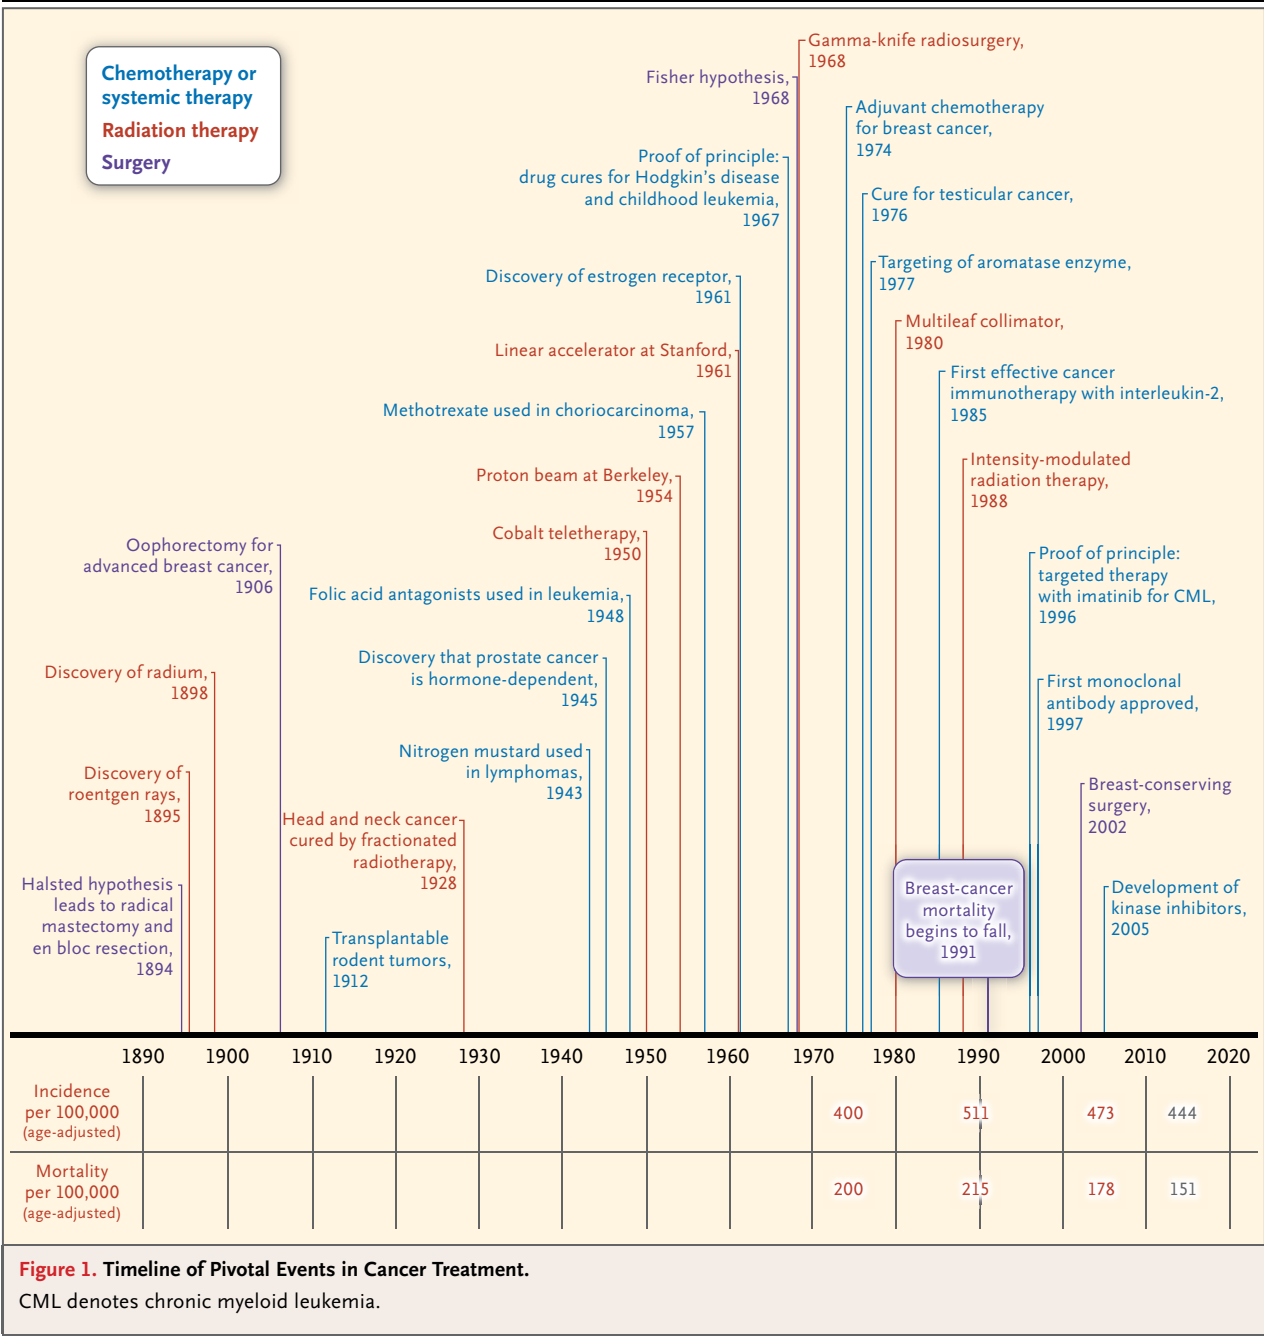 Chemotherapy or
systemic therapy
Radiation therapy
Surgery
Gamma-knife radiosurgery,
1968
Fisher hypothesis,
1968
Adjuvant chemotherapy
for breast cancer,
1974
Proof of principle:
drug cures for Hodgkin's disease
and childhood leukemia,
1967
Cure for testicular cancer,
1976
Targeting of aromatase enzyme,
1977
Discovery of estrogen receptor,
1961
Multileaf collimator,
1980
Linear accelerator at Stanford,
1961
First effective cancer
immunotherapy with interleukin-2,
1985
Methotrexate used in choriocarcinoma,
1957
Intensity-modulated
radiation therapy,
1988
Proton beam at Berkeley,
1954
Cobalt teletherapy,
1950
Oophorectomy for
advanced breast cancer,
1906
Proof of principle:
targeted therapy
with imatinib for CML,
1996
Folic acid antagonists used in leukemia,
1948
Discovery that prostate cancer
is hormone-dependent,
1945
Discovery of radium,
1898
First monoclonal
antibody approved,
1997
Nitrogen mustard used
in lymphomas,
1943
Discovery of
roentgen rays,
1895
Breast-conserving
surgery,
2002
Head and neck cancer
cured by fractionated
radiotherapy,
1928
Halsted hypothesis
leads to radical
mastectomy and
en bloc resection,
1894
Breast-cancer
mortality
begins to fall,
1991
Development of
kinase inhibitors,
2005
Transplantable
rodent tumors,
1912
1890 1900 1910 1920 1930 1940 1950 1960 1970 1980 1990 2000 2010 2020
Incidence
per 100,000
(age-adjusted)
400 511 473 444
Mortality
per 100,000
(age-adjusted)
200 215 178 151
Figure 1. Timeline of Pivotal Events in Cancer Treatment.
CML denotes chronic myeloid leukemia.